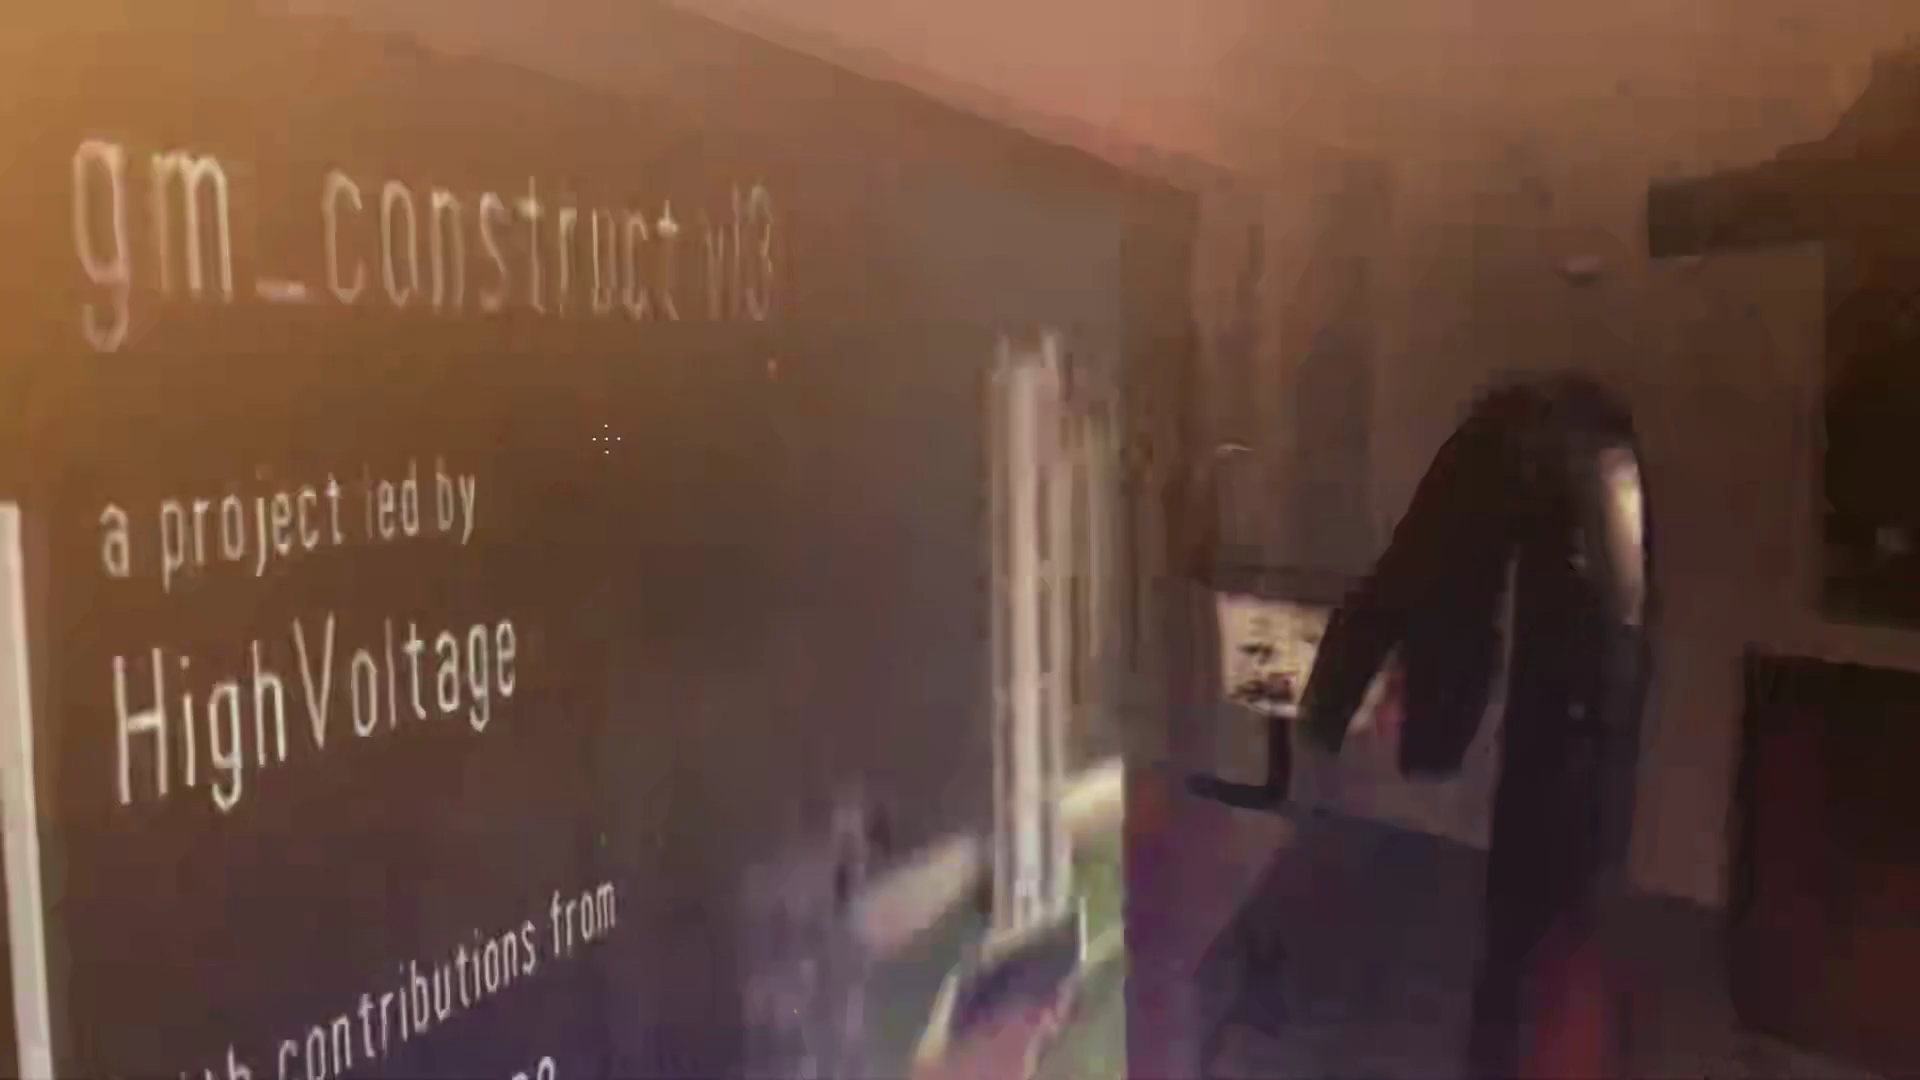 gm_construct v13
a project led by
HighVoltage
contributions from